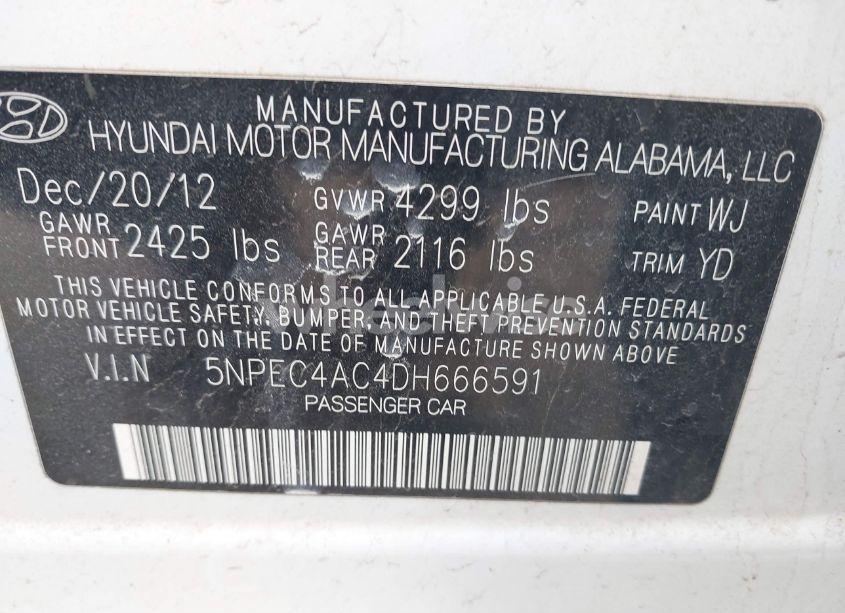 MANUFACTURED BY
HYUNDAI MOTOR MANUFACTURING ALABAMA, LLC
Dec/20/12 GVWR 4299 lbs PAINT WJ
GAWR FRONT 2425 lbs GAWR REAR 2116 lbs TRIM YD
THIS VEHICLE CONFORMS TO ALL APPLICABLE U.S.A. FEDERAL
MOTOR VEHICLE SAFETY, BUMPER, AND THEFT PREVENTION STANDARDS
IN EFFECT ON THE DATE OF MANUFACTURE SHOWN ABOVE
V.I.N 5NPEC4AC4DH666591
PASSENGER CAR